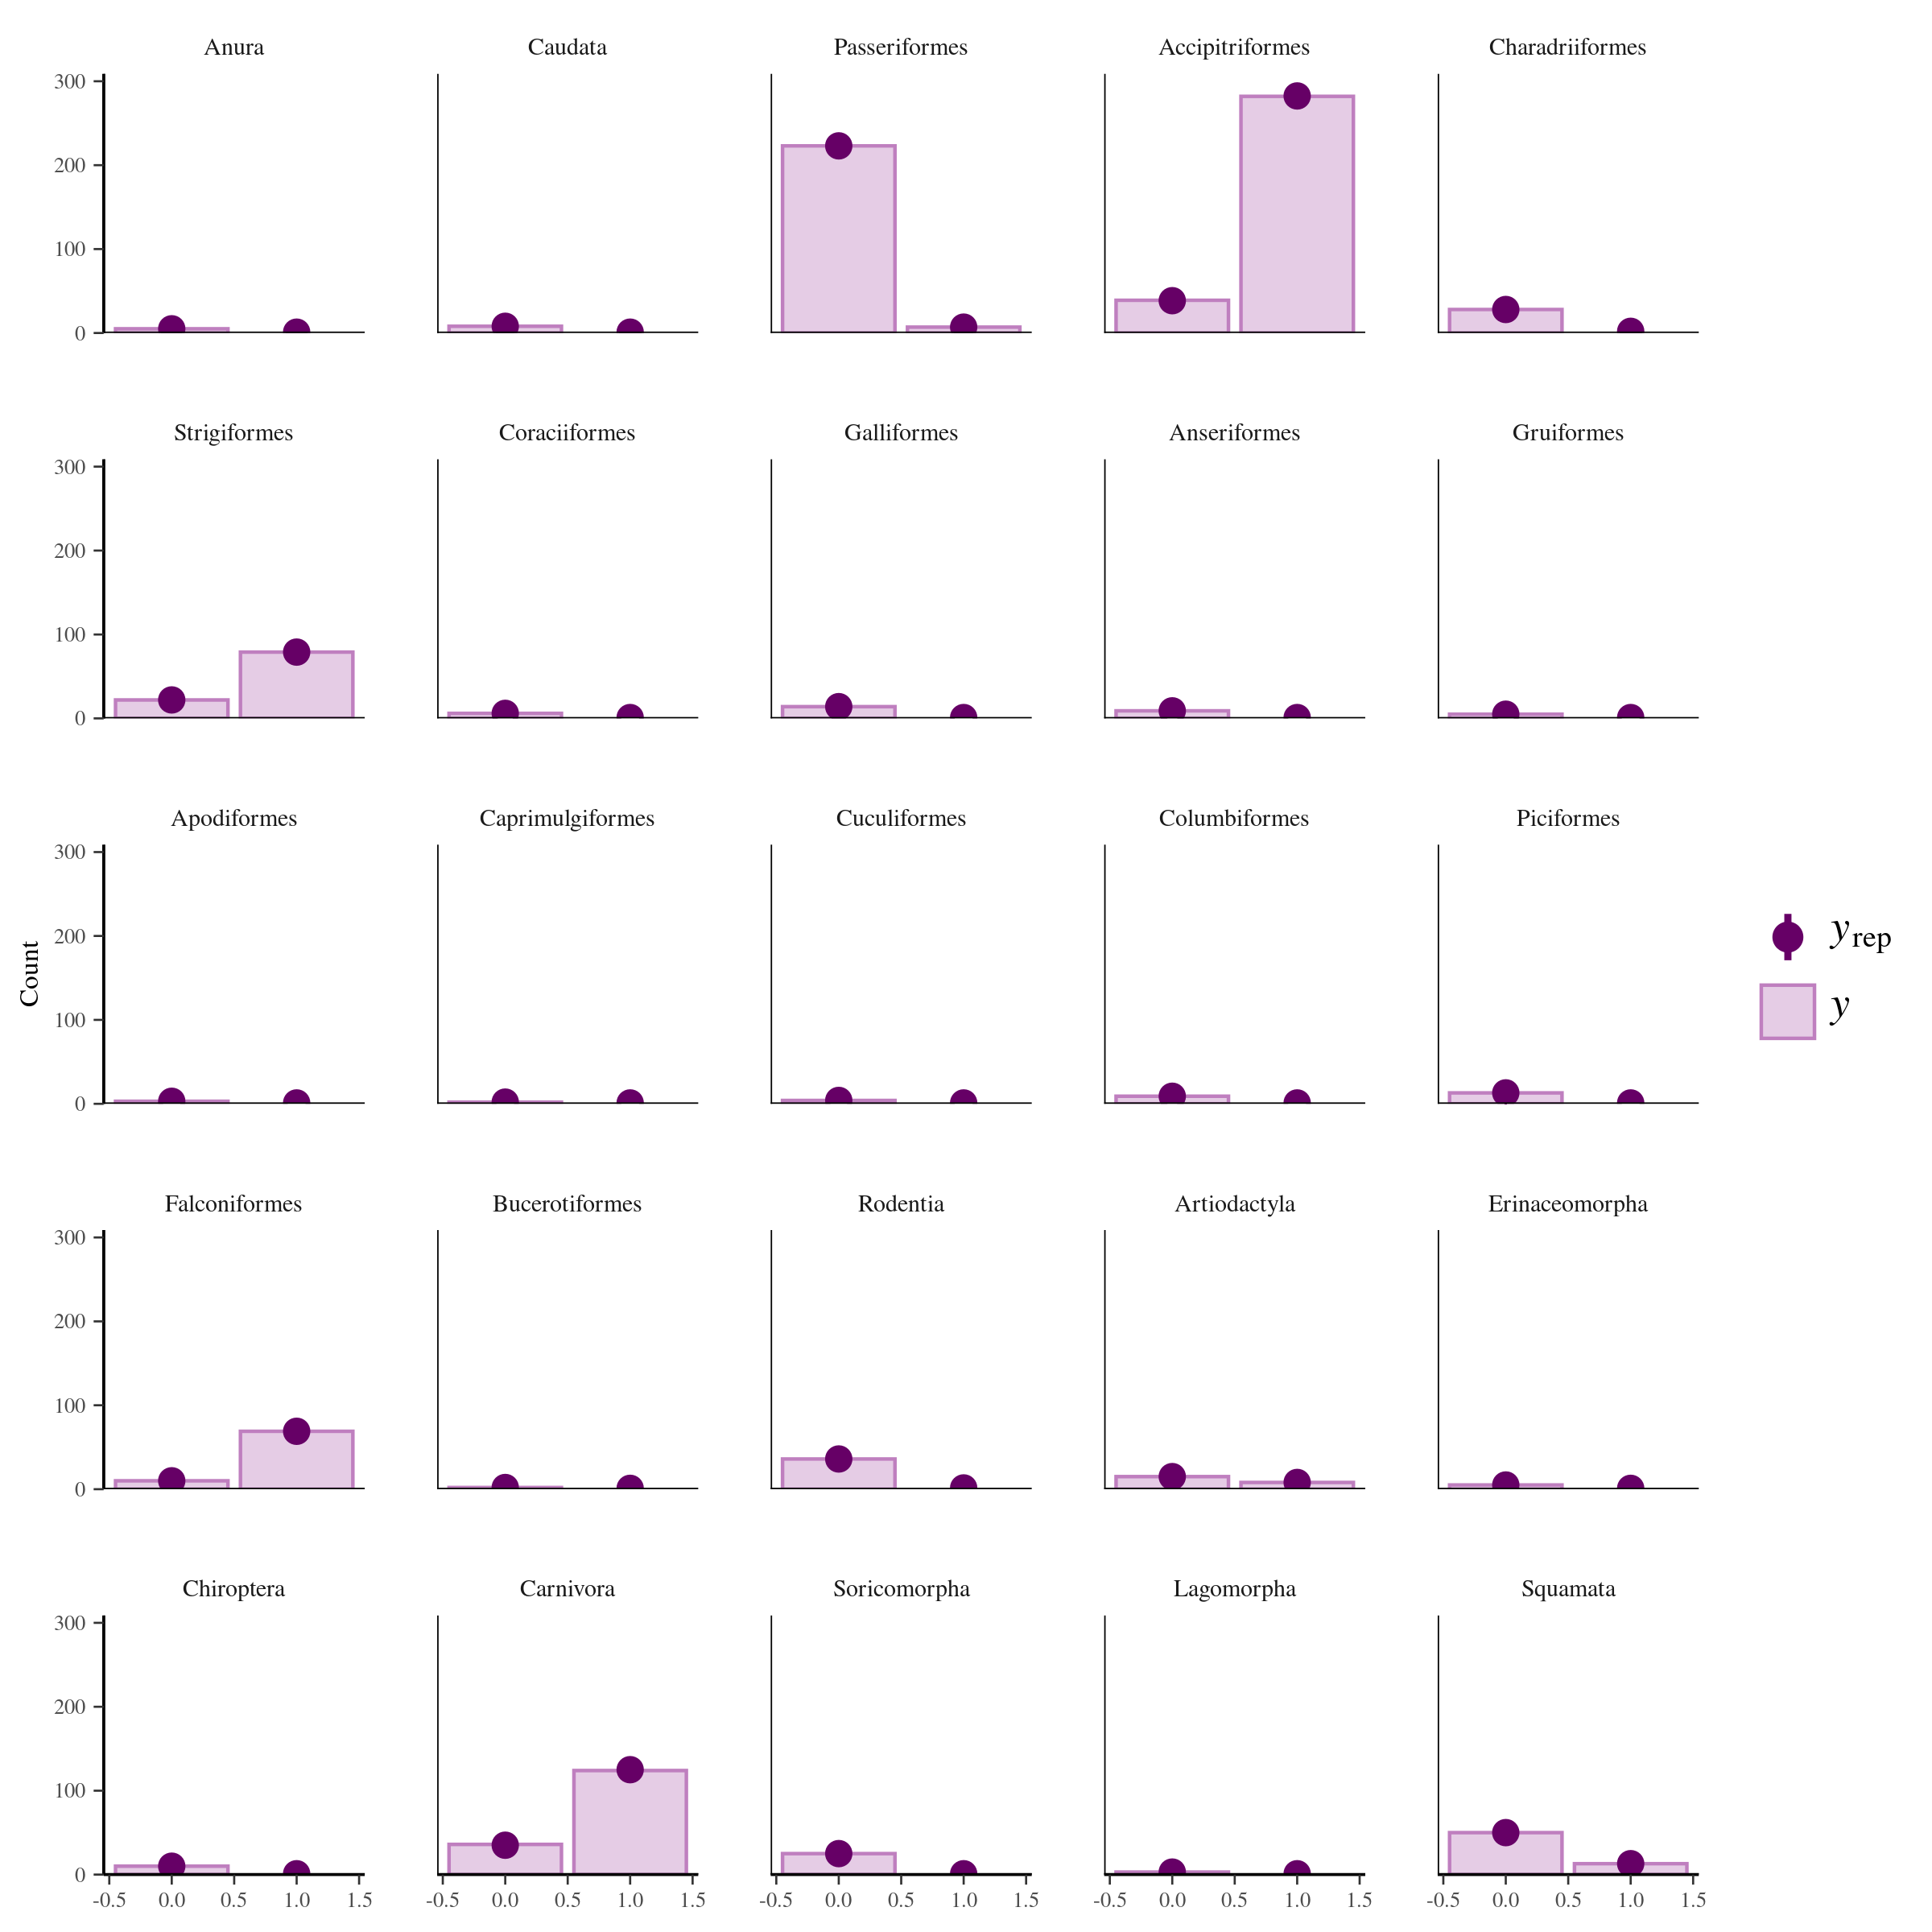 Anura Caudata Passeriformes Accipitriformes Charadriiformes
300
200
100
0
Strigiformes Coraciiformes Galliformes Anseriformes Gruiformes
300
200
100
0
Apodiformes Caprimulgiformes Cuculiformes Columbiformes Piciformes
300
200
100
0
Count
y rep
y
Falconiformes Bucerotiformes Rodentia Artiodactyla Erinaceomorpha
300
200
100
0
Chiroptera Carnivora Soricomorpha Lagomorpha Squamata
300
200
100
0
-0.5 0.0 0.5 1.0 1.5 -0.5 0.0 0.5 1.0 1.5 -0.5 0.0 0.5 1.0 1.5 -0.5 0.0 0.5 1.0 1.5 -0.5 0.0 0.5 1.0 1.5